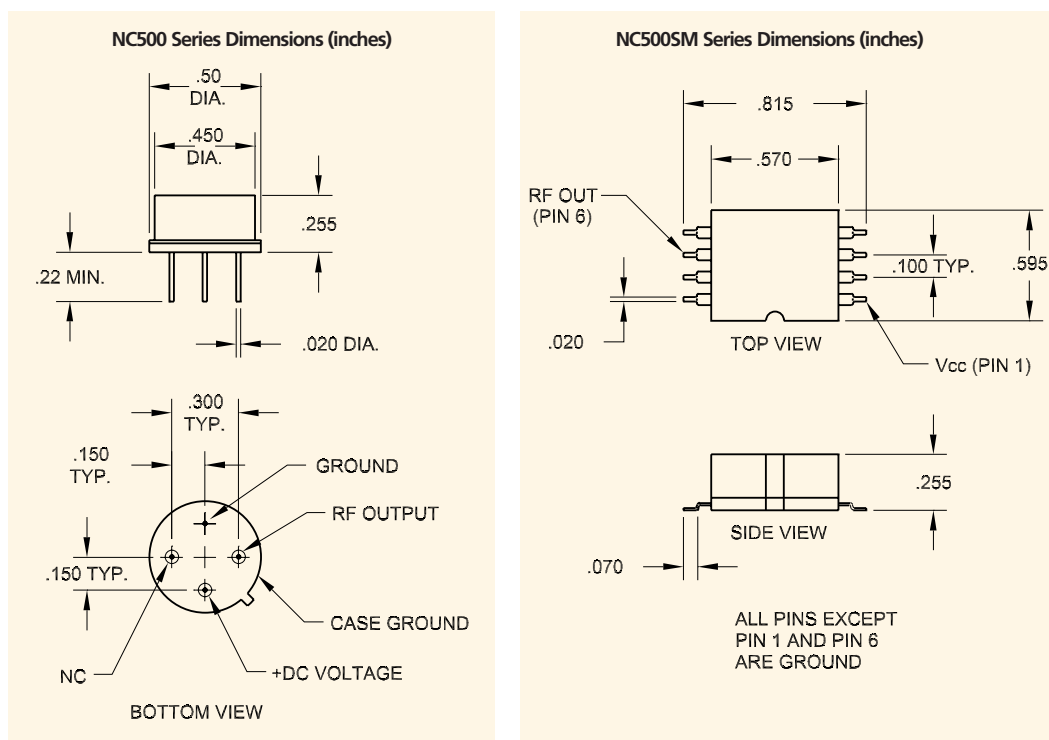 NC500 Series Dimensions (inches)
.50
DIA.
.450
DIA.
.255
.22 MIN.
.020 DIA.
.300
TYP.
.150
TYP.
GROUND
RF OUTPUT
.150 TYP.
CASE GROUND
NC
+DC VOLTAGE
BOTTOM VIEW
NC500SM Series Dimensions (inches)
.815
.570
RF OUT
(PIN 6)
.100 TYP.
.595
.020
TOP VIEW
Vcc (PIN 1)
.255
SIDE VIEW
.070
ALL PINS EXCEPT
PIN 1 AND PIN 6
ARE GROUND